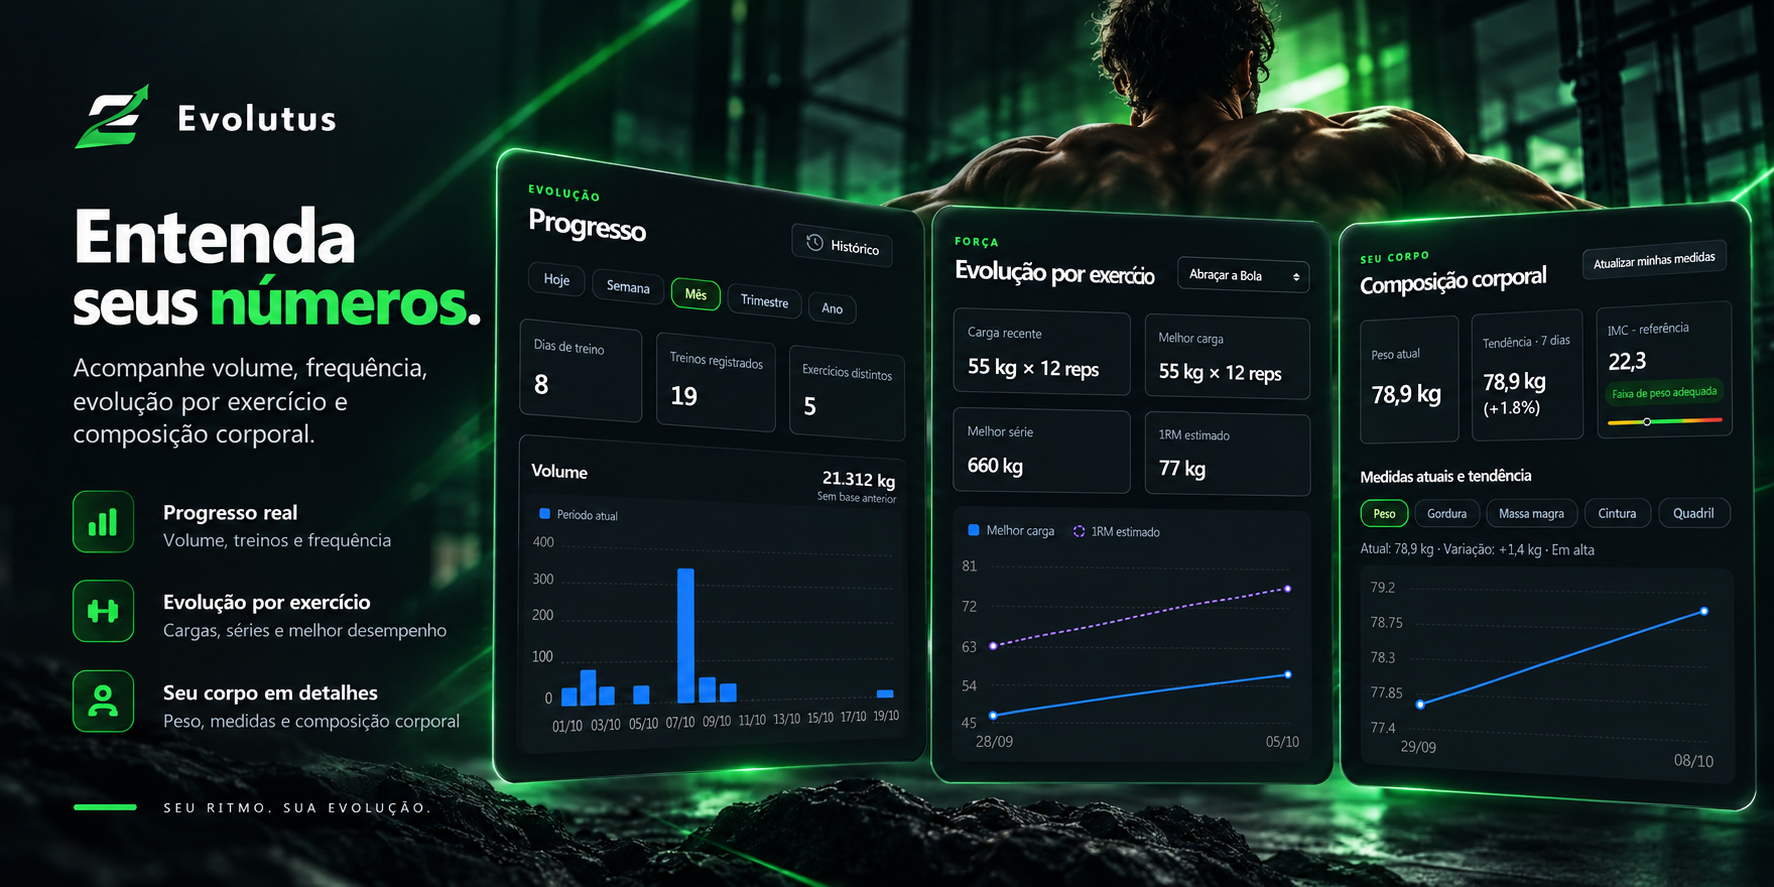 Evolutus
Entenda
seus números.
Acompanhe volume, frequência,
evolução por exercício e
composição corporal.
Progresso real
Volume, treinos e frequência
Evolução por exercício
Cargas, séries e melhor desempenho
Seu corpo em detalhes
Peso, medidas e composição corporal
SEU RITMO. SUA EVOLUÇÃO.
EVOLUÇÃO
Progresso
Histórico
Hoje
Semana
Mês
Trimestre
Ano
Dias de treino
8
Treinos registrados
19
Exercícios distintos
5
Volume
21.312 kg
Sem base anterior
Período atual
400
300
200
100
0
01/10 03/10 05/10 07/10 09/10 11/10 13/10 15/10 17/10 19/10
FORÇA
Evolução por exercício
Abraçar a Bola
Carga recente
55 kg × 12 reps
Melhor carga
55 kg × 12 reps
Melhor série
660 kg
1RM estimado
77 kg
Melhor carga
1RM estimado
81
72
63
54
45
28/09 05/10
SEU CORPO
Composição corporal
Atualizar minhas medidas
Peso atual
78,9 kg
Tendência · 7 dias
78,9 kg
(+1.8%)
IMC - referência
22,3
Faixa de peso adequada
Medidas atuais e tendência
Peso
Gordura
Massa magra
Cintura
Quadril
Atual: 78,9 kg · Variação: +1,4 kg · Em alta
79.2
78.75
78.3
77.85
77.4
29/09 08/10